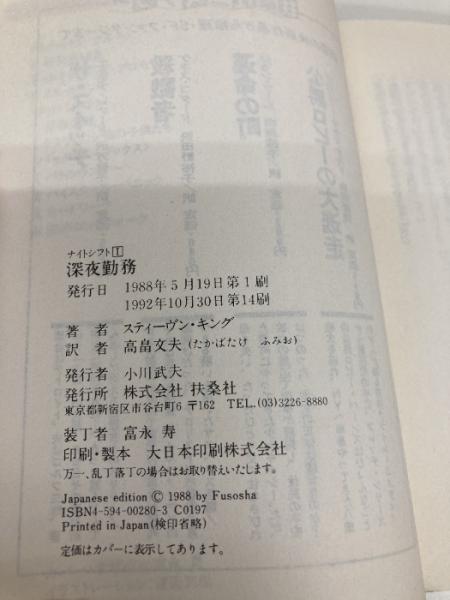 ナイトシフト1
深夜勤務
発行日 1988年5月19日第1刷
1992年10月30日第14刷
著者 スティーヴン・キング
訳者 高畠文夫(たかばたけ ふみお)
発行者 小川武夫
発行所 株式会社 扶桑社
東京都新宿区市谷台町6 〒162 TEL.(03)3226-8880
装丁者 富永寿
印刷・製本 大日本印刷株式会社
万一、乱丁落丁の場合はお取り替えいたします。
Japanese edition © 1988 by Fusosha
ISBN4-594-00280-3 C0197
Printed in Japan(検印省略)
定価はカバーに表示してあります。